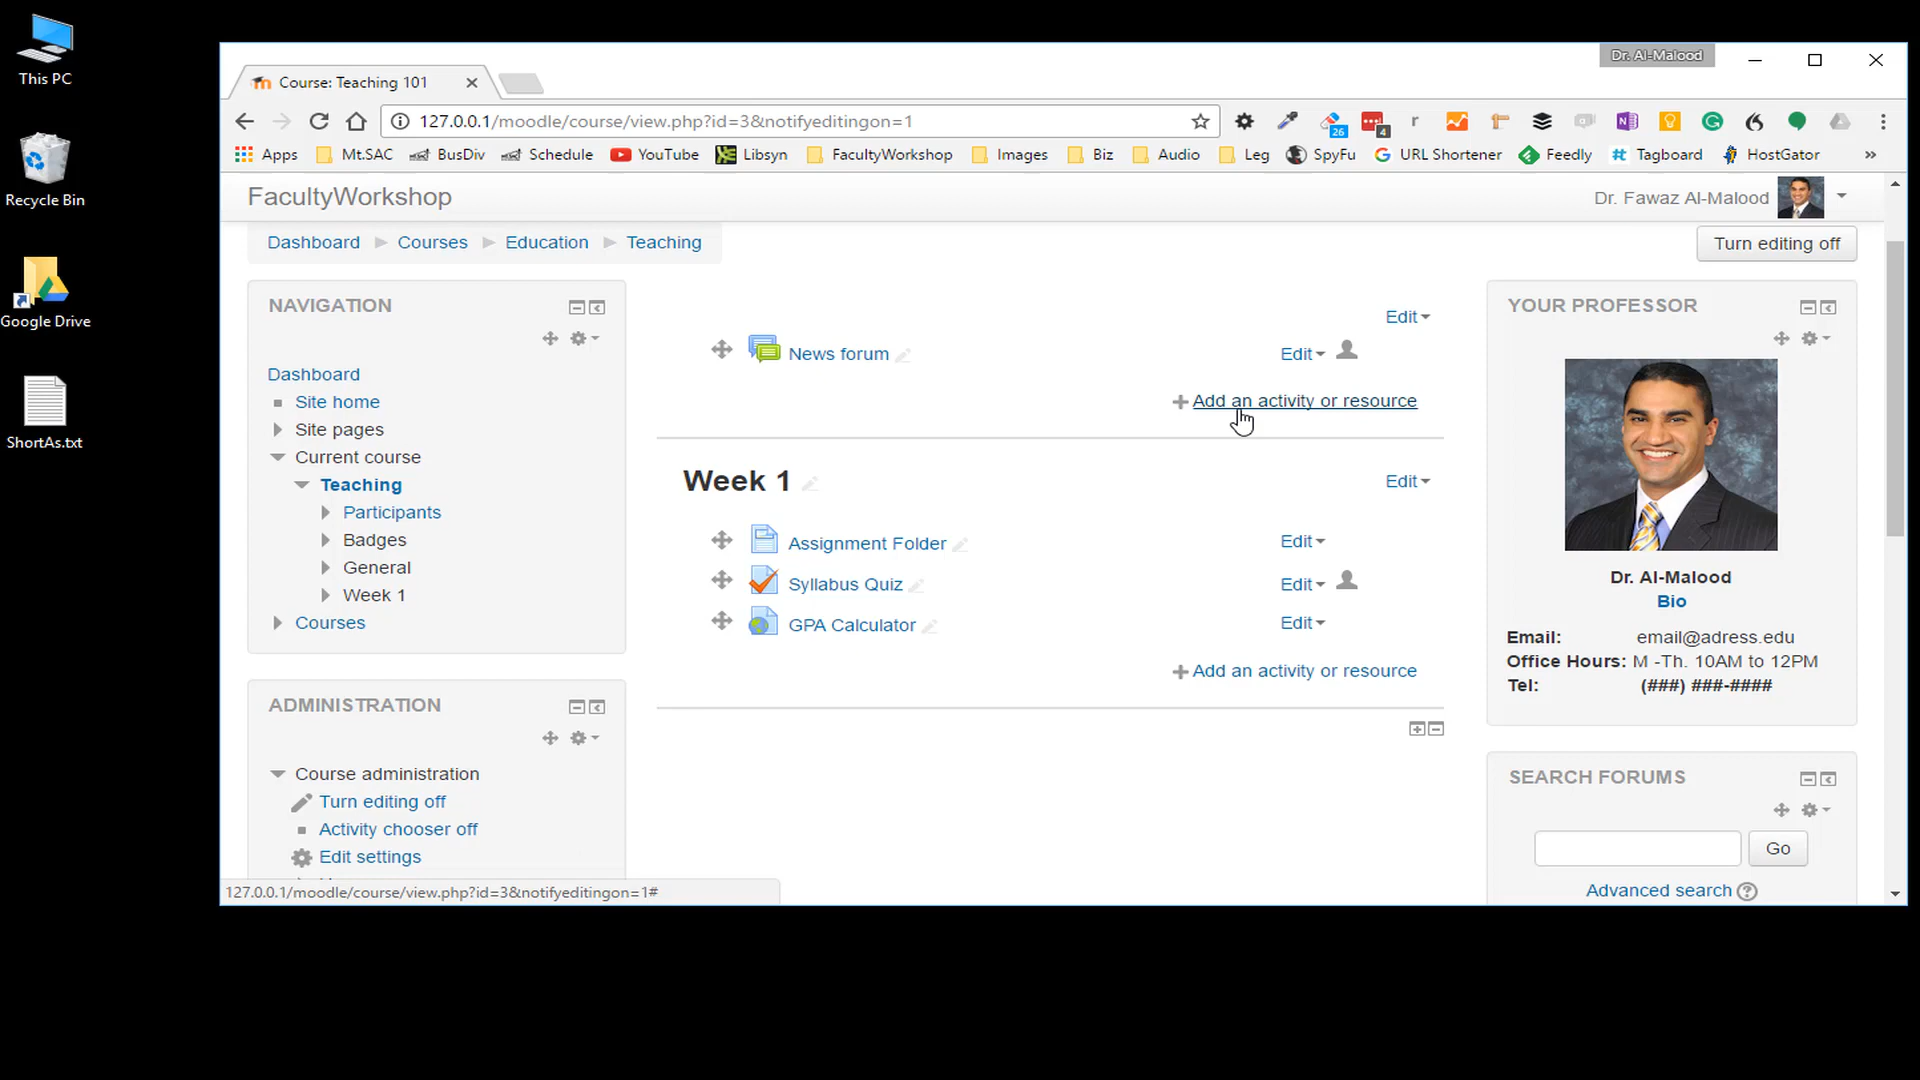 This PC
Recycle Bin
Google Drive
ShortAs.txt
Dr. Al-Malood
Course: Teaching 101
127.0.0.1/moodle/course/view.php?id=3&notifyeditingon=1
26
4
r
Apps Mt.SAC BusDiv Schedule YouTube Libsyn FacultyWorkshop Images Biz Audio Leg SpyFu URL Shortener Feedly Tagboard HostGator »
FacultyWorkshop
Dr. Fawaz Al-Malood
Dashboard Courses Education Teaching
Turn editing off
NAVIGATION
Dashboard
Site home
Site pages
Current course
Teaching
Participants
Badges
General
Week 1
Courses
ADMINISTRATION
Course administration
Turn editing off
Activity chooser off
Edit settings
127.0.0.1/moodle/course/view.php?id=3&notifyeditingon=1#
Edit
News forum Edit
Add an activity or resource
Week 1 Edit
Assignment Folder Edit
Syllabus Quiz Edit
GPA Calculator Edit
Add an activity or resource
YOUR PROFESSOR
Dr. Al-Malood
Bio
Email: email@adress.edu
Office Hours: M -Th. 10AM to 12PM
Tel: (###) ###-####
SEARCH FORUMS
Go
Advanced search ?